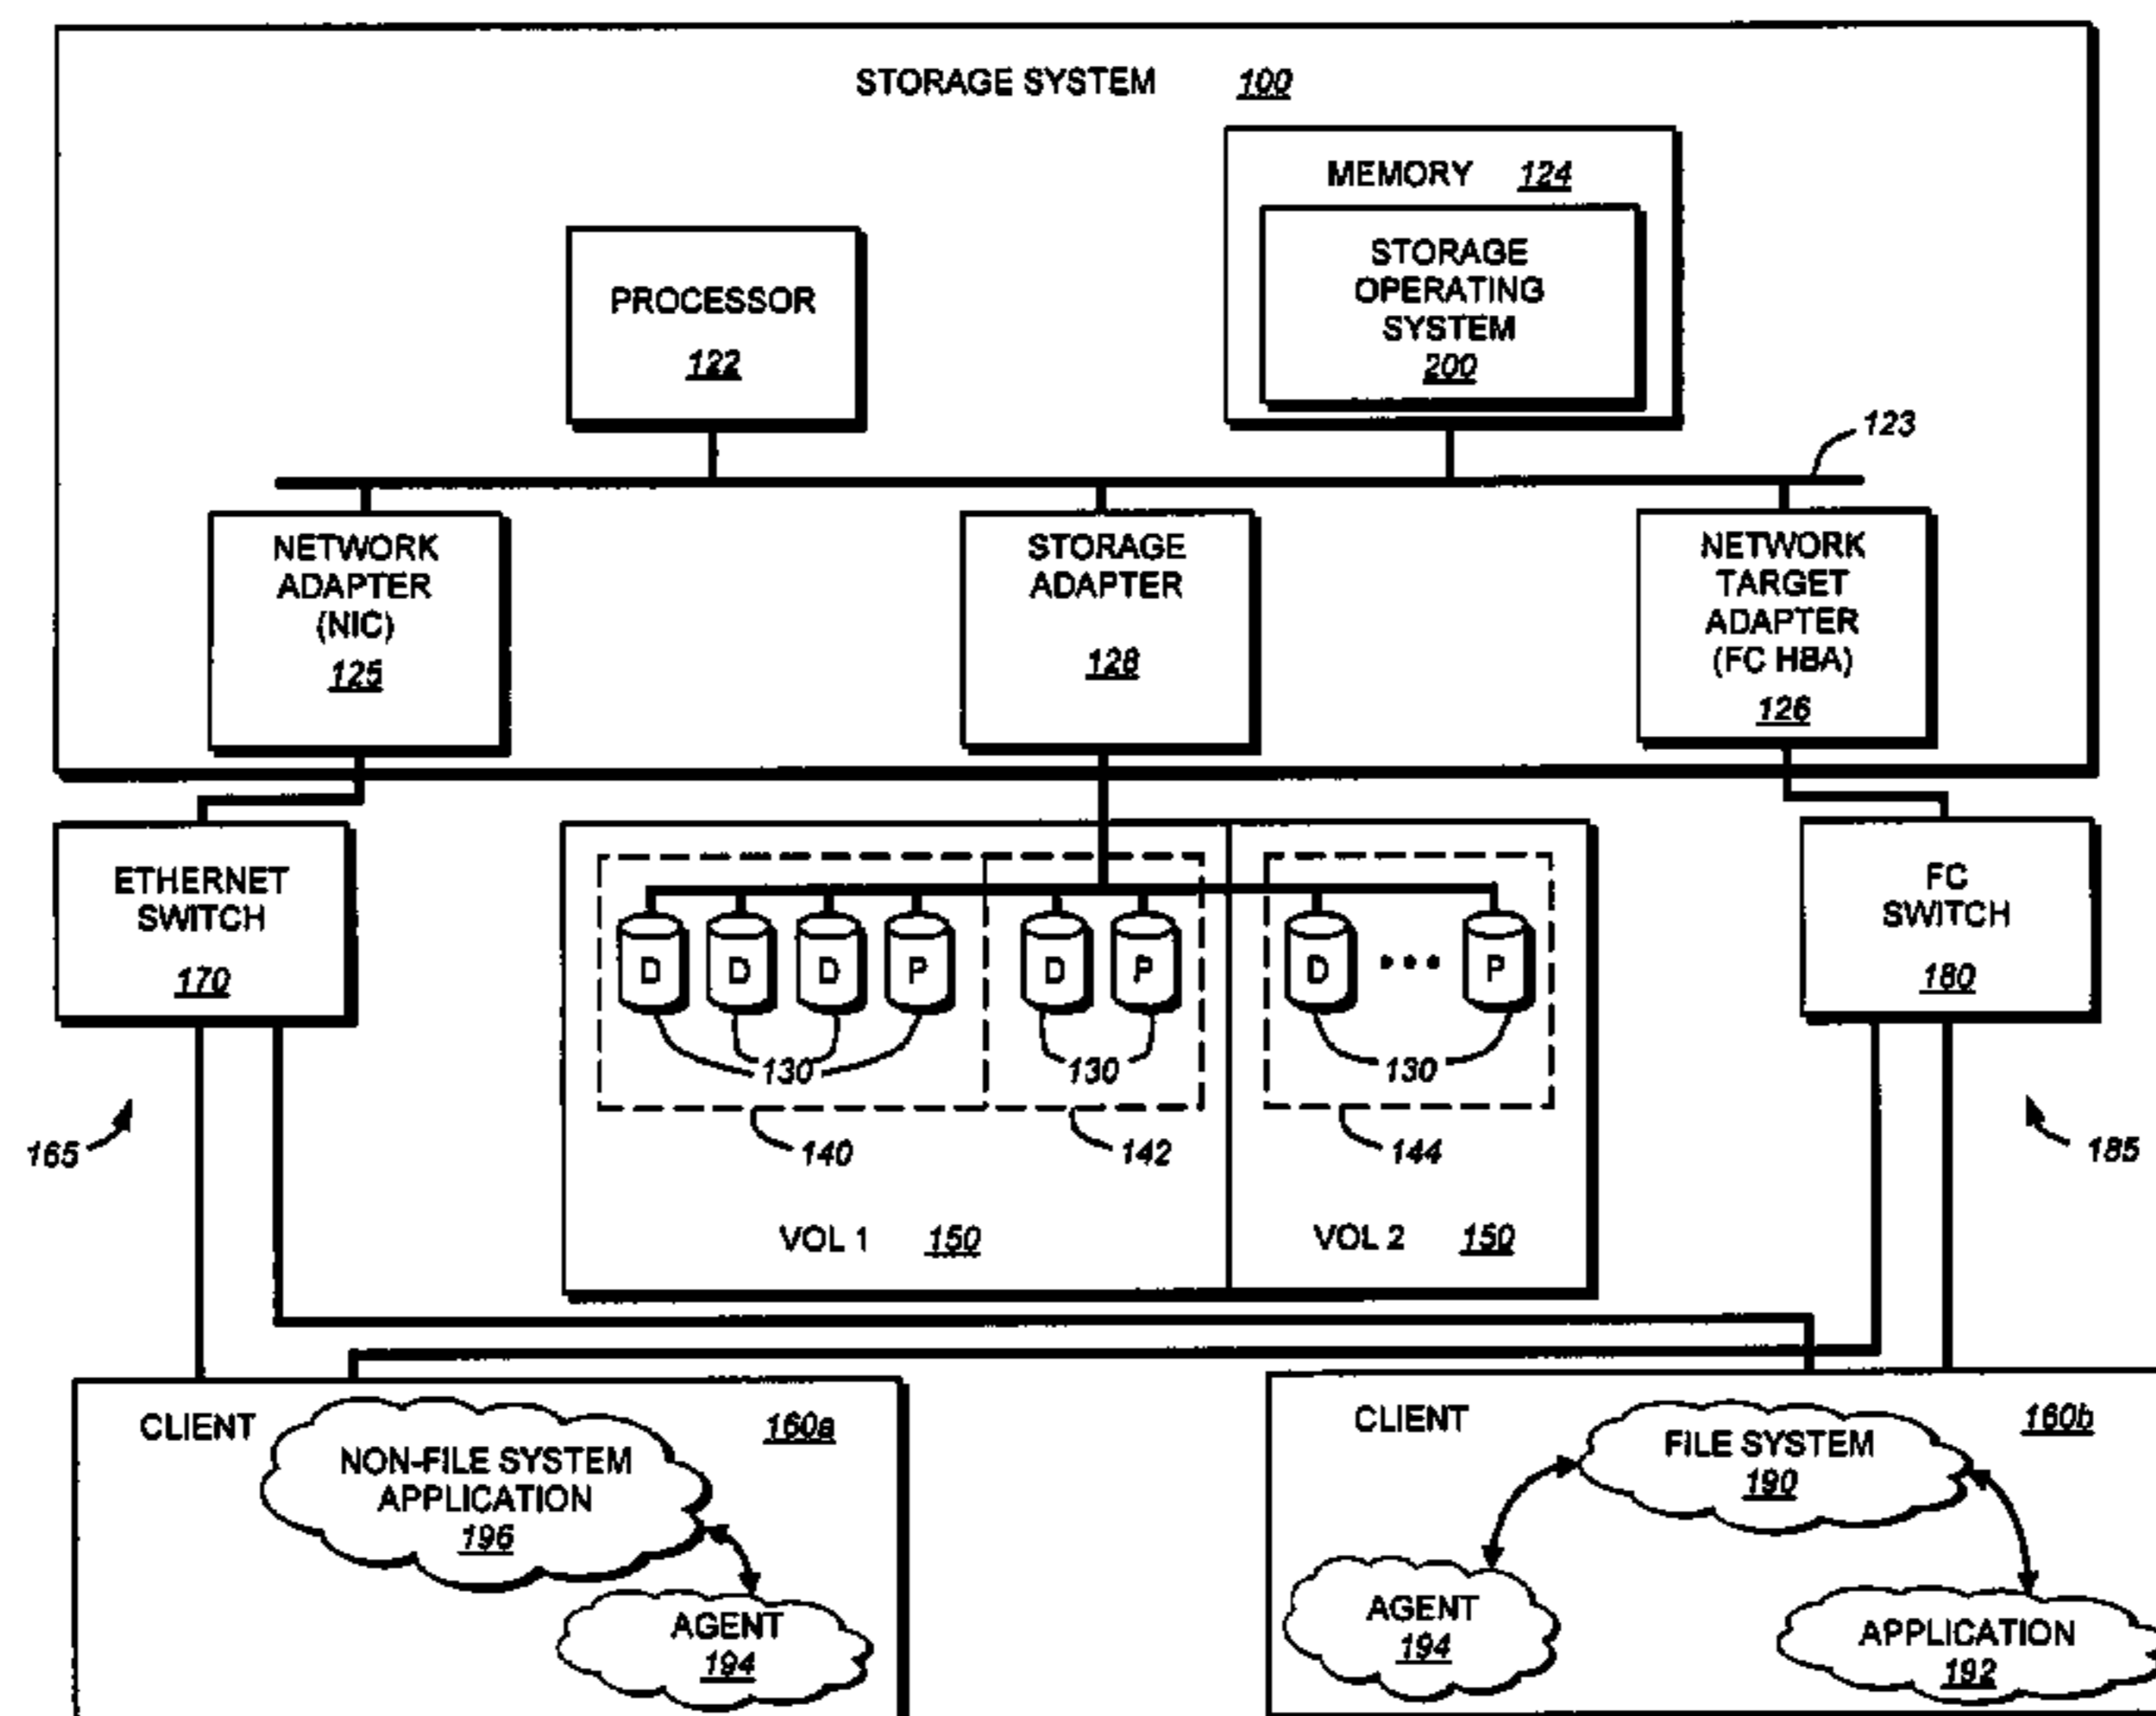 STORAGE SYSTEM 100
MEMORY 124
STORAGE
OPERATING
SYSTEM
200
PROCESSOR
122
123
NETWORK
ADAPTER
(NIC)
125
STORAGE
ADAPTER
128
NETWORK
TARGET
ADAPTER
(FC HBA)
126
ETHERNET
SWITCH
170
D D D P D P D P
130 130 130
140 142 144
VOL 1 150
VOL 2 150
FC
SWITCH
180
165
185
CLIENT 160a
NON-FILE SYSTEM
APPLICATION
196
AGENT
194
CLIENT 160b
FILE SYSTEM
190
AGENT
194
APPLICATION
192